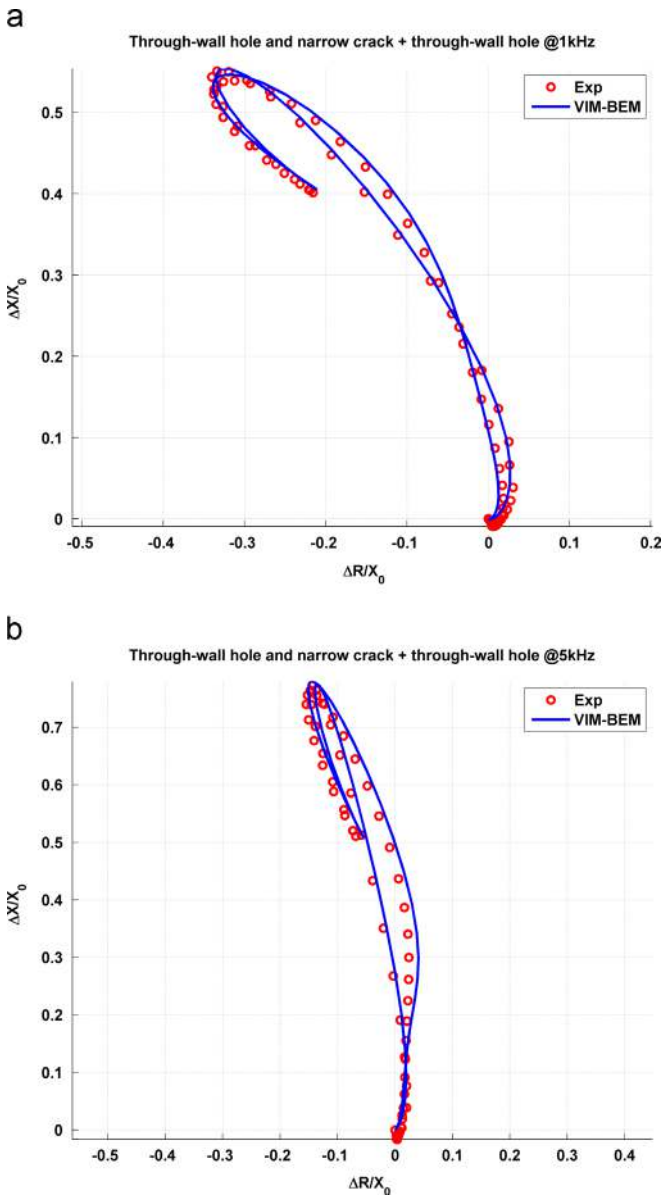 a
Through-wall hole and narrow crack + through-wall hole @1kHz
Exp
VIM-BEM
0.5
0.4
0.3
0.2
0.1
0
ΔX/X₀
-0.5 -0.4 -0.3 -0.2 -0.1 0 0.1 0.2
ΔR/X₀
b
Through-wall hole and narrow crack + through-wall hole @5kHz
Exp
VIM-BEM
0.7
0.6
0.5
0.4
0.3
0.2
0.1
0
ΔX/X₀
-0.5 -0.4 -0.3 -0.2 -0.1 0 0.1 0.2 0.3 0.4
ΔR/X₀